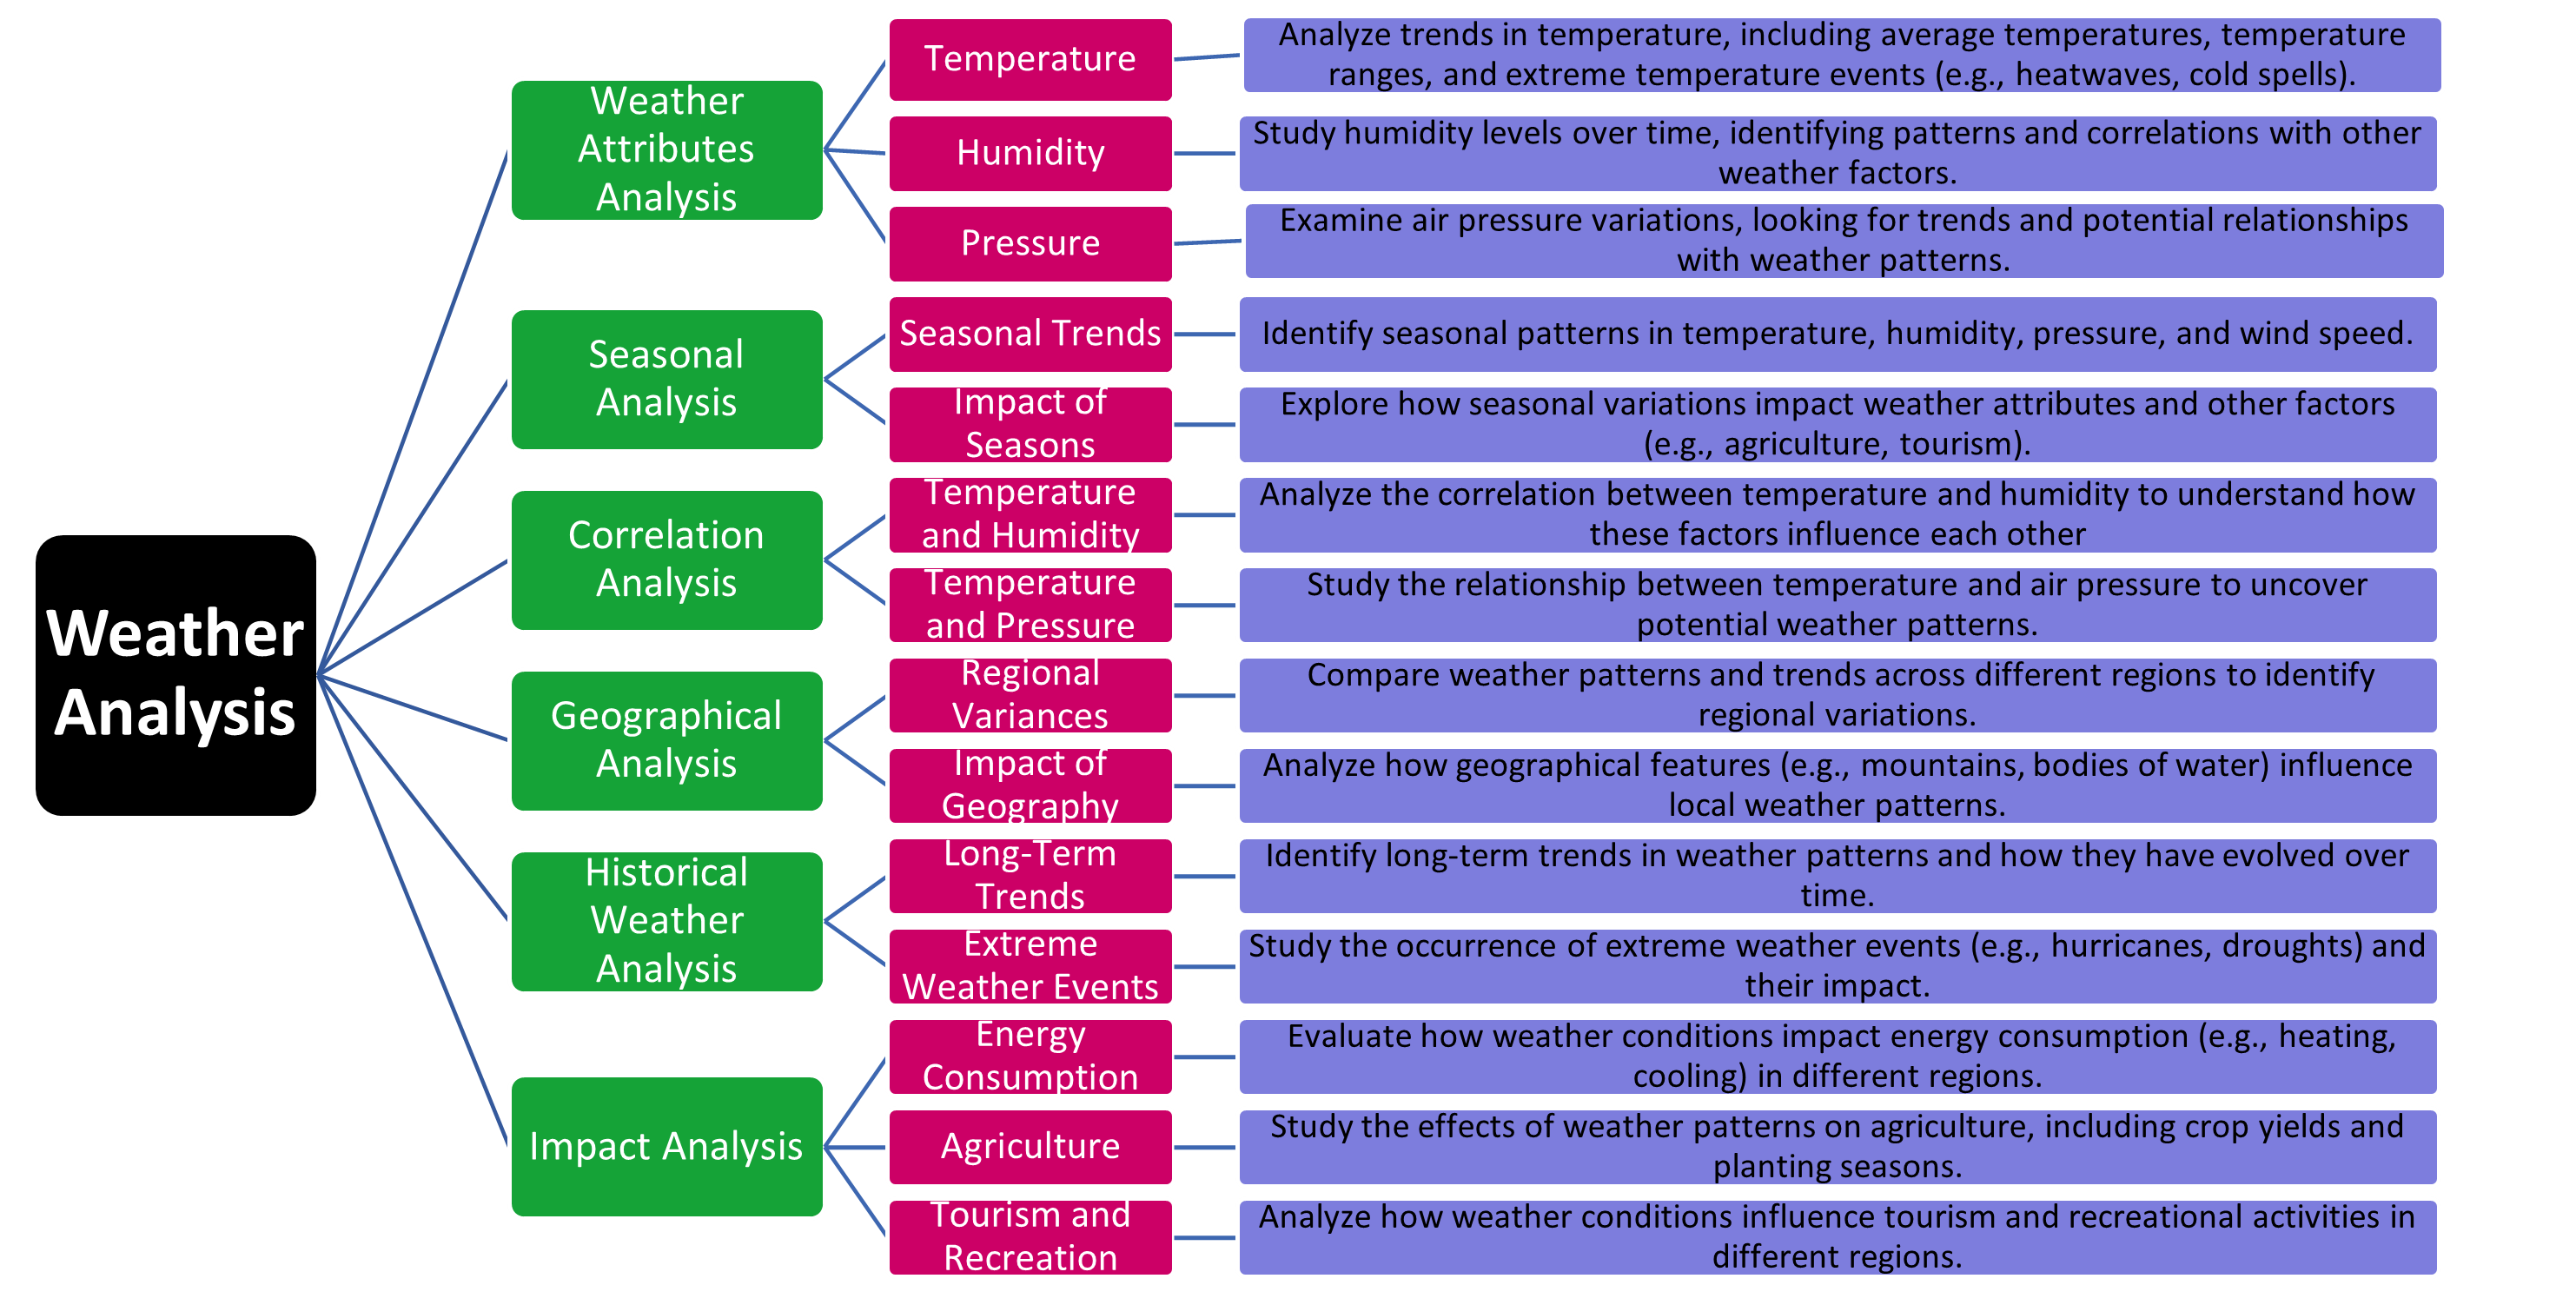 Weather
Analysis
Weather
Attributes
Analysis
Temperature
Analyze trends in temperature, including average temperatures, temperature
ranges, and extreme temperature events (e.g., heatwaves, cold spells).
Humidity
Study humidity levels over time, identifying patterns and correlations with other
weather factors.
Pressure
Examine air pressure variations, looking for trends and potential relationships
with weather patterns.
Seasonal
Analysis
Seasonal Trends
Identify seasonal patterns in temperature, humidity, pressure, and wind speed.
Impact of
Seasons
Explore how seasonal variations impact weather attributes and other factors
(e.g., agriculture, tourism).
Correlation
Analysis
Temperature
and Humidity
Analyze the correlation between temperature and humidity to understand how
these factors influence each other
Temperature
and Pressure
Study the relationship between temperature and air pressure to uncover
potential weather patterns.
Geographical
Analysis
Regional
Variances
Compare weather patterns and trends across different regions to identify
regional variations.
Impact of
Geography
Analyze how geographical features (e.g., mountains, bodies of water) influence
local weather patterns.
Historical
Weather
Analysis
Long-Term
Trends
Identify long-term trends in weather patterns and how they have evolved over
time.
Extreme
Weather Events
Study the occurrence of extreme weather events (e.g., hurricanes, droughts) and
their impact.
Impact Analysis
Energy
Consumption
Evaluate how weather conditions impact energy consumption (e.g., heating,
cooling) in different regions.
Agriculture
Study the effects of weather patterns on agriculture, including crop yields and
planting seasons.
Tourism and
Recreation
Analyze how weather conditions influence tourism and recreational activities in
different regions.